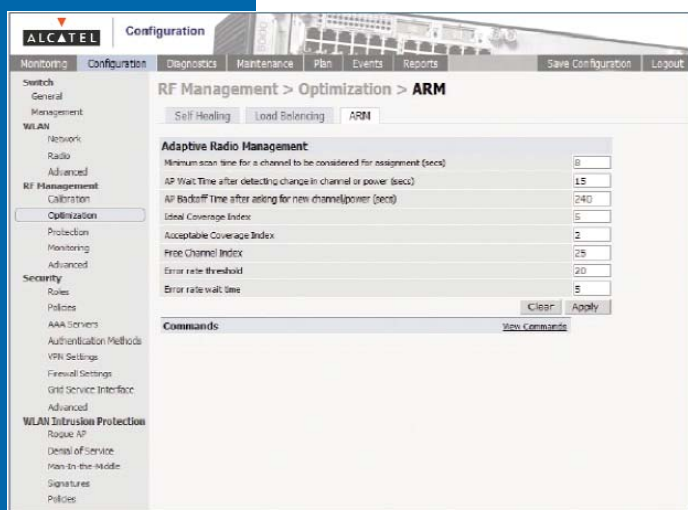 ALCATEL
Configuration
Monitoring Configuration Diagnostics Maintenance Plan Events Reports Save Configuration Logout
Switch
General
Management
WLAN
Network
Radio
Advanced
RF Management
Calibration
Optimization
Protection
Monitoring
Advanced
Security
Roles
Policies
AAA Servers
Authentication Methods
VPN Settings
Firewall Settings
Grid Service Interface
Advanced
WLAN Intrusion Protection
Rogue AP
Denial of Service
Man-In-the-Middle
Signatures
Policies
RF Management > Optimization > ARM
Self Healing Load Balancing ARM
Adaptive Radio Management
Minimum scan time for a channel to be considered for assignment (secs) 8
AP Wait Time after detecting change in channel or power (secs) 15
AP Backoff Time after asking for new channel/power (secs) 240
Ideal Coverage Index
Acceptable Coverage Index 2
Free Channel Index 25
Error rate threshold 20
Error rate wait time 5
Clear Apply
Commands View Commands